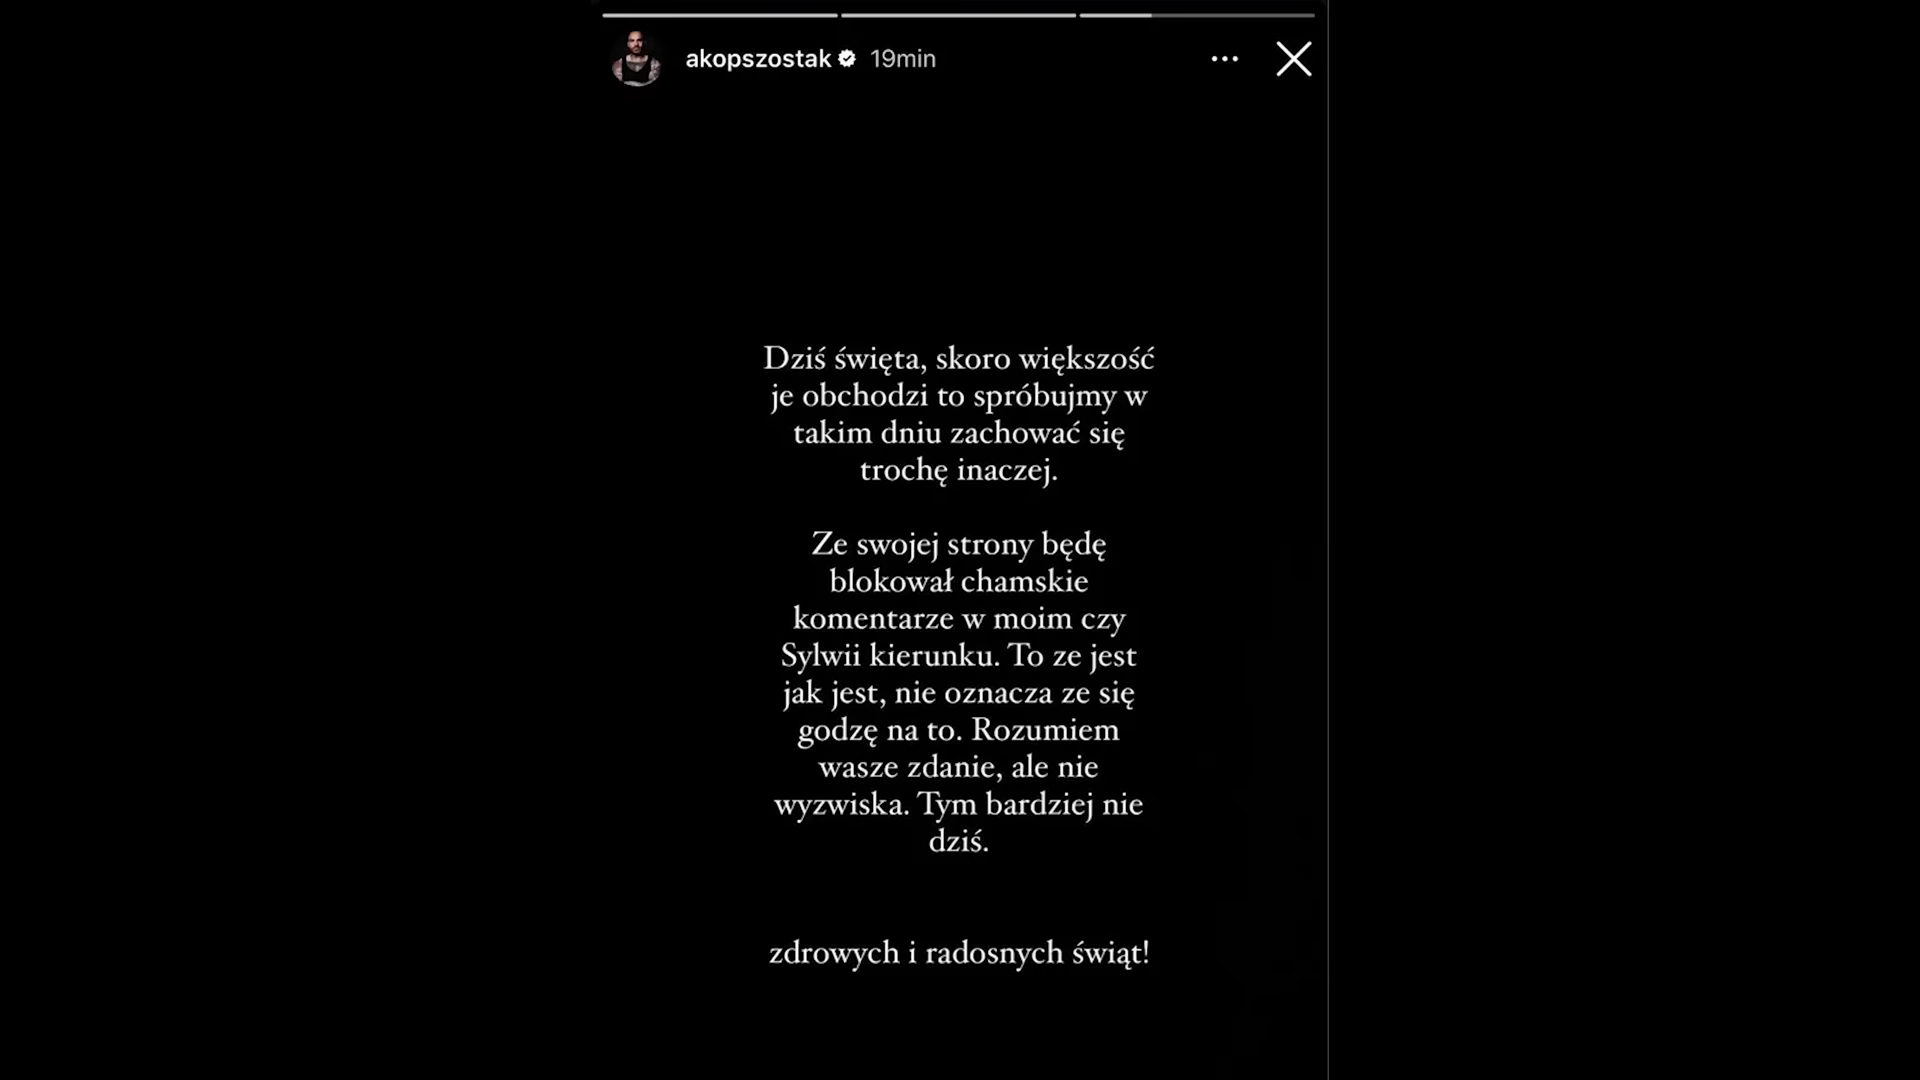 akopszostak 19min
Dziś święta, skoro większość
je obchodzi to spróbujmy w
takim dniu zachować się
trochę inaczej.
Ze swojej strony będę
blokował chamskie
komentarze w moim czy
Sylwii kierunku. To ze jest
jak jest, nie oznacza ze się
godzę na to. Rozumiem
wasze zdanie, ale nie
wyzwiska. Tym bardziej nie
dziś.
zdrowych i radosnych świąt!